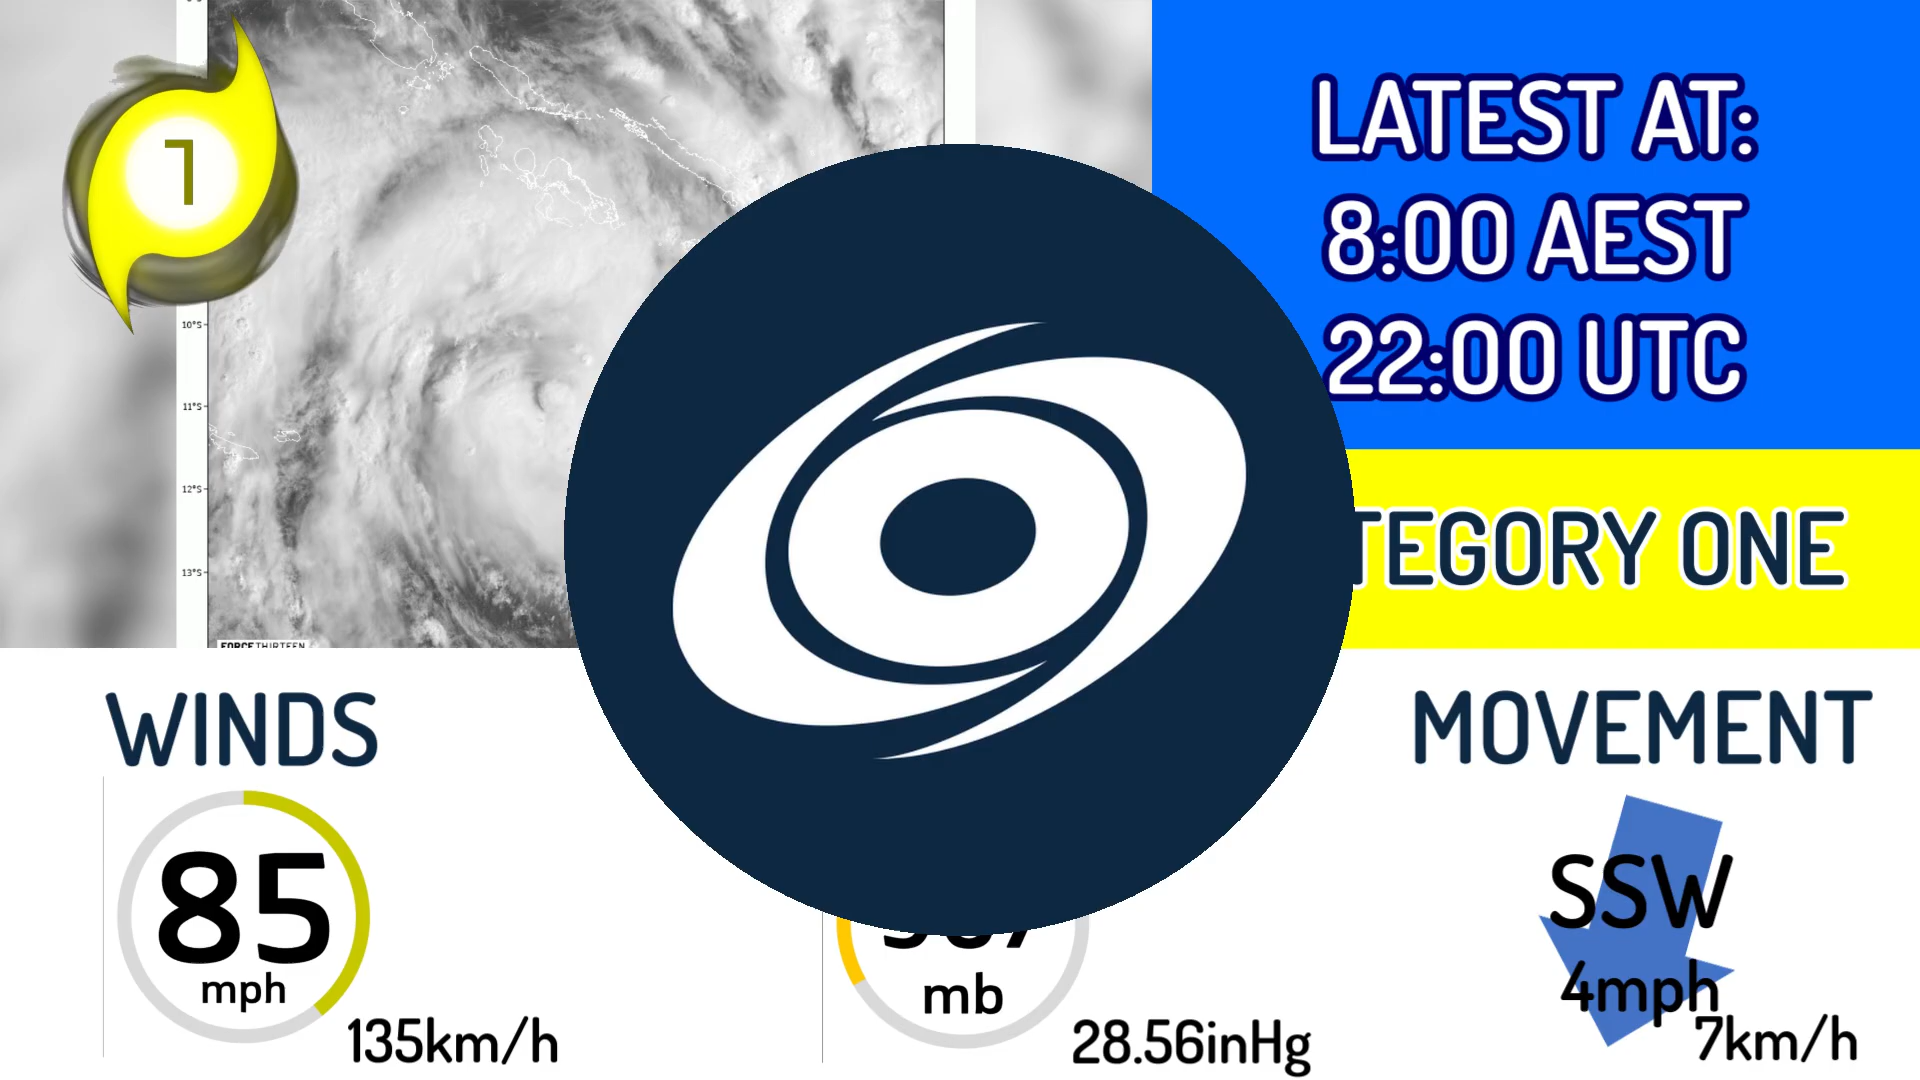 1
LATEST AT:
8:00 AEST
22:00 UTC
10°S
11°S
12°S
13°S
FORCE THIRTEEN
TEGORY ONE
WINDS
85
mph
135km/h
mb
28.56inHg
MOVEMENT
SSW
4mph
7km/h